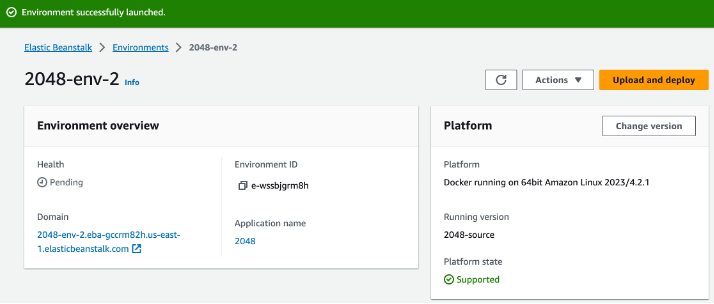 Environment successfully launched.
Elastic Beanstalk > Environments > 2048-env-2
2048-env-2 Info
Actions ▼
Upload and deploy
Environment overview
Health
Pending
Environment ID
e-wssbjgrm8h
Domain
2048-env-2.eba-gccrm82h.us-east-
1.elasticbeanstalk.com
Application name
2048
Platform
Change version
Platform
Docker running on 64bit Amazon Linux 2023/4.2.1
Running version
2048-source
Platform state
Supported